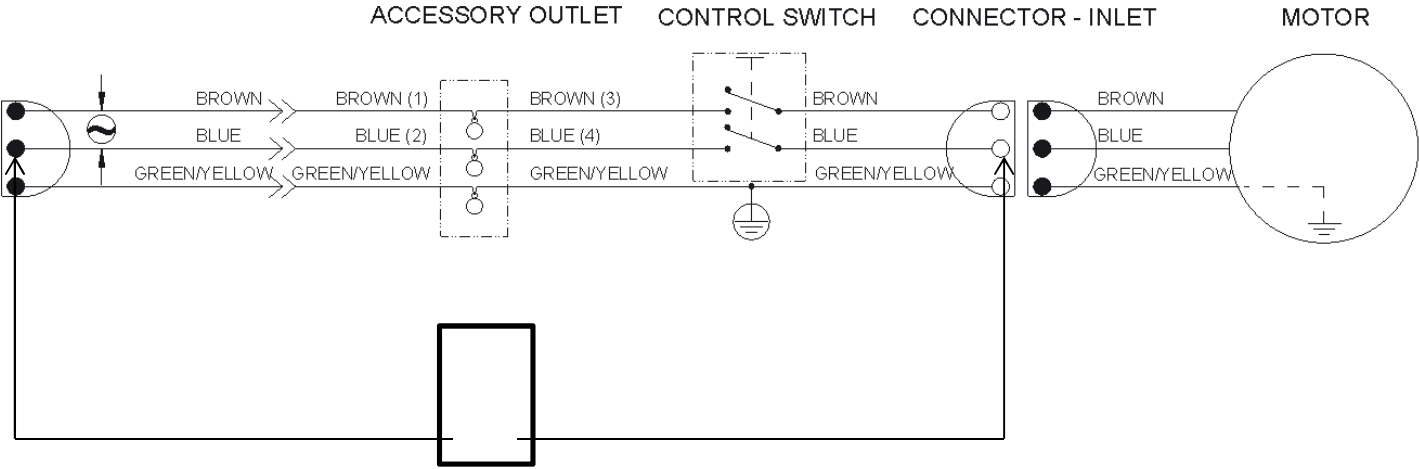 ACCESSORY OUTLET CONTROL SWITCH CONNECTOR - INLET MOTOR
BROWN BROWN (1) BROWN (3) BROWN BROWN
BLUE BLUE (2) BLUE (4) BLUE BLUE
GREEN/YELLOW GREEN/YELLOW GREEN/YELLOW GREEN/YELLOW GREEN/YELLOW